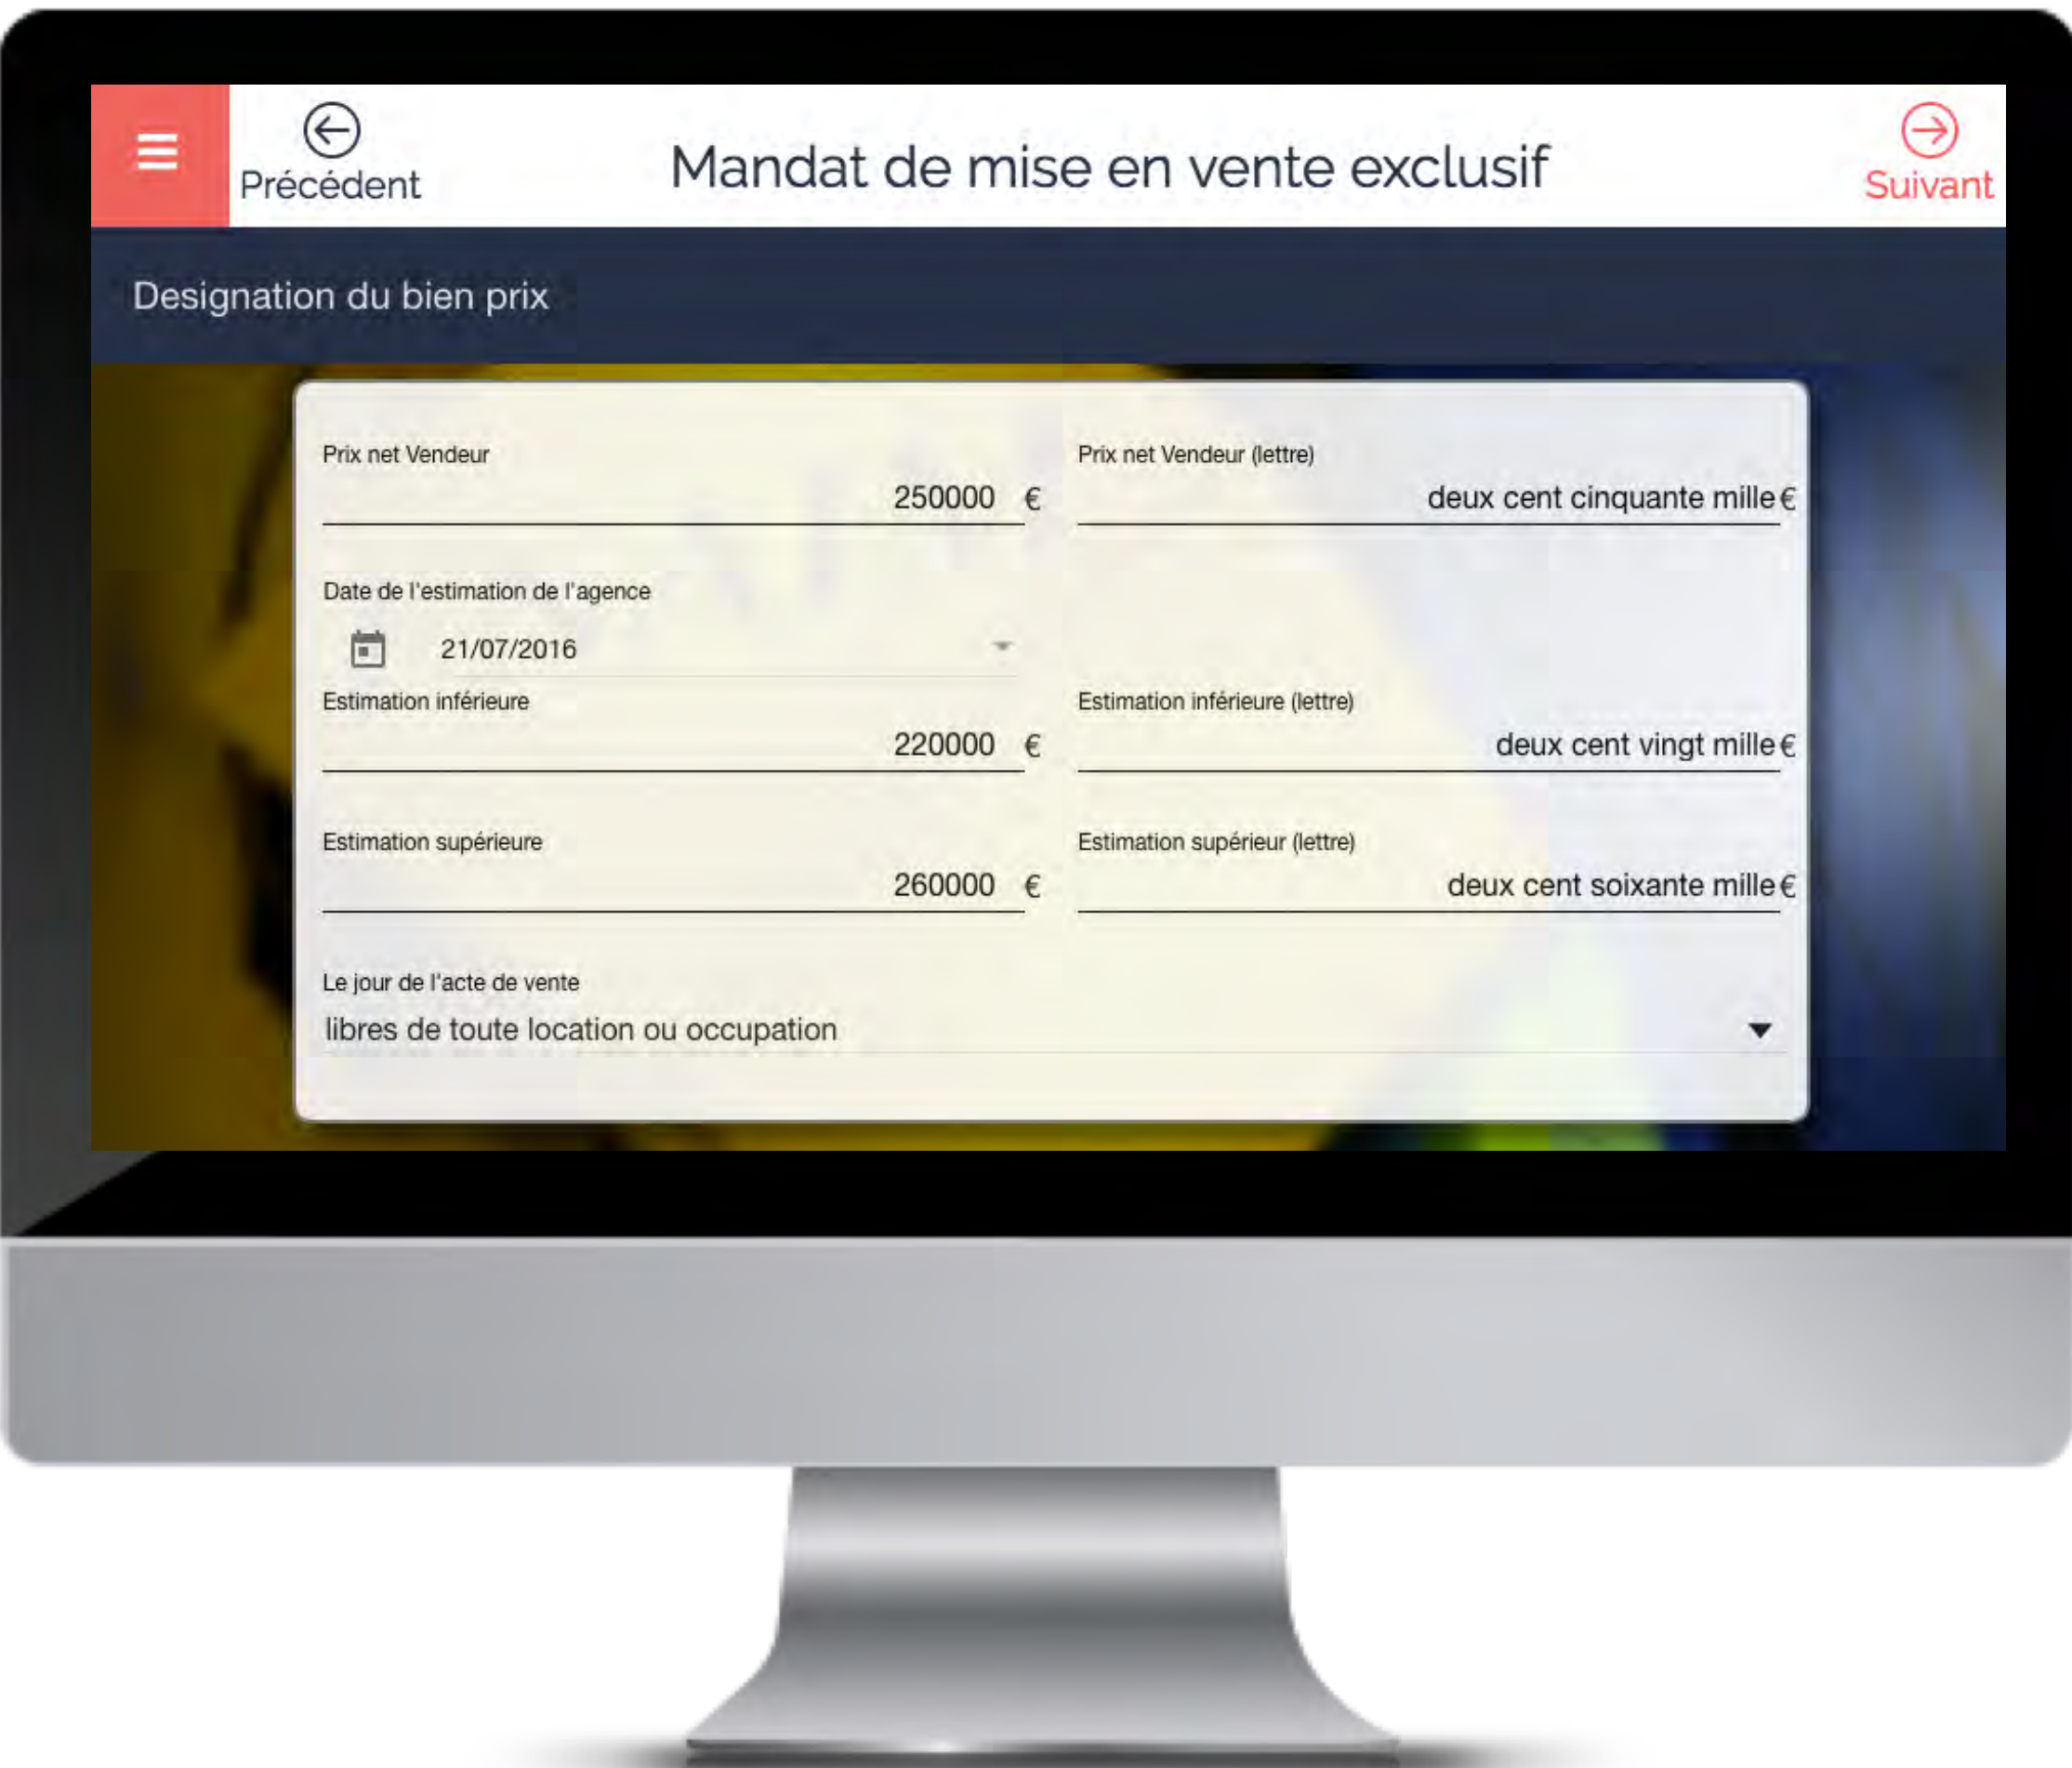 Précédent
Mandat de mise en vente exclusif
Suivant
Designation du bien prix
Prix net Vendeur
250000 €
Prix net Vendeur (lettre)
deux cent cinquante mille €
Date de l'estimation de l'agence
21/07/2016
Estimation inférieure
220000 €
Estimation inférieure (lettre)
deux cent vingt mille €
Estimation supérieure
260000 €
Estimation supérieur (lettre)
deux cent soixante mille €
Le jour de l'acte de vente
libres de toute location ou occupation